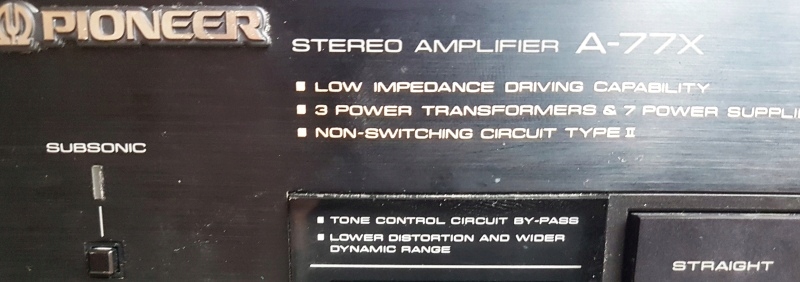 PIONEER
STEREO AMPLIFIER A-77X
LOW IMPEDANCE DRIVING CAPABILITY
3 POWER TRANSFORMERS & 7 POWER
NON-SWITCHING CIRCUIT TYPE II
SUBSONIC
TONE CONTROL CIRCUIT BY-PASS
LOWER DISTORTION AND WIDER
DYNAMIC RANGE
STRAIGHT